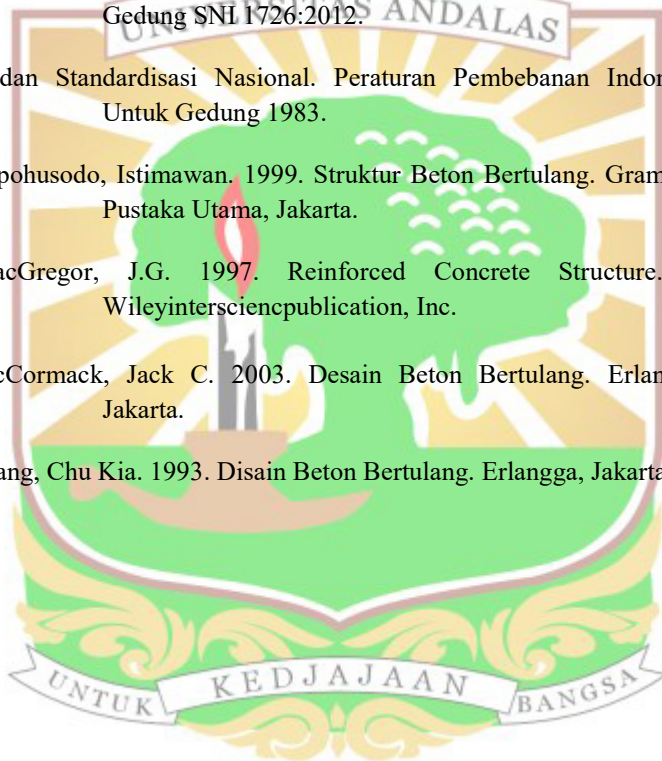 Gedung SNI 1726:2012.
UNIVERSITAS ANDALAS
dan Standardisasi Nasional. Peraturan Pembebanan Indon
Untuk Gedung 1983.
pohusodo, Istimawan. 1999. Struktur Beton Bertulang. Gram
Pustaka Utama, Jakarta.
acGregor, J.G. 1997. Reinforced Concrete Structure.
Wileyintersciencpublication, Inc.
cCormack, Jack C. 2003. Desain Beton Bertulang. Erlan
Jakarta.
ang, Chu Kia. 1993. Disain Beton Bertulang. Erlangga, Jakarta
UNTUK KEDJAJAAN BANGSA